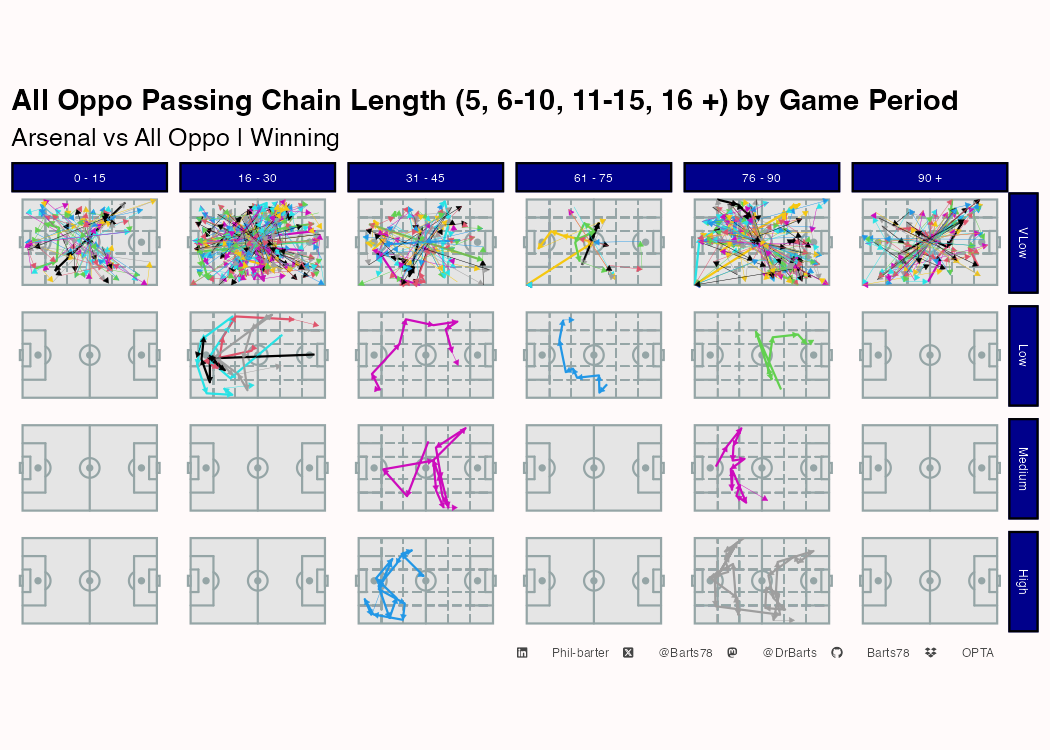 All Oppo Passing Chain Length (5, 6-10, 11-15, 16 +) by Game Period
Arsenal vs All Oppo | Winning
0 - 15 16 - 30 31 - 45 61 - 75 76 - 90 90 +
VLow
Low
Medium
High
Phil-barter @Barts78 @DrBarts Barts78 OPTA